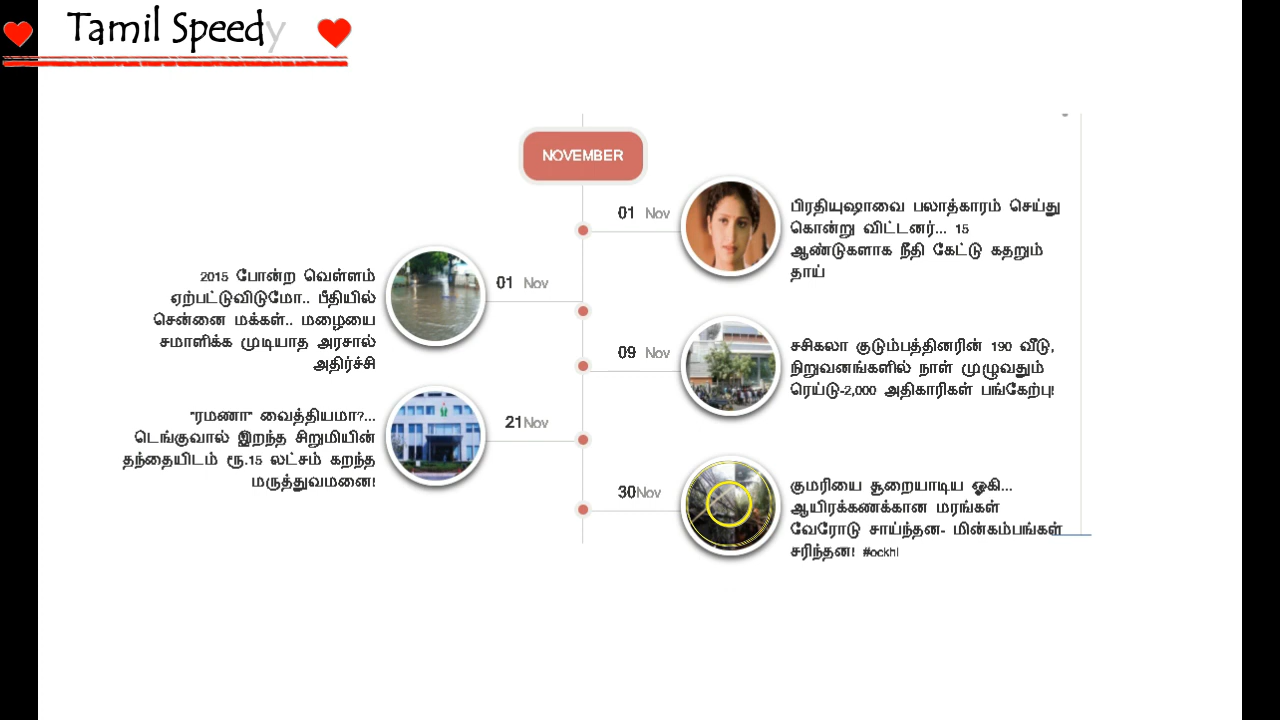 Tamil Speedy
NOVEMBER
01 Nov
பிரதியுஷாவை பலாத்காரம் செய்து
கொன்று விட்டனர்... 15
ஆண்டுகளாக நீதி கேட்டு கதறும்
தாய்
01 Nov
2015 போன்ற வெள்ளம்
ஏற்பட்டுவிடுமோ.. பீதியில்
சென்னை மக்கள்.. மழையை
சமாளிக்க முடியாத அரசால்
அதிர்ச்சி
09 Nov
சசிகலா குடும்பத்தினரின் 190 வீடு,
நிறுவனங்களில் நாள் முழுவதும்
ரெய்டு-2,000 அதிகாரிகள் பங்கேற்பு!
21Nov
"ரமணா" வைத்தியமா?...
டெங்குவால் இறந்த சிறுமியின்
தந்தையிடம் ரூ.15 லட்சம் கறந்த
மருத்துவமனை!
30Nov
குமரியை சூறையாடிய ஓகி...
ஆயிரக்கணக்கான மரங்கள்
வேரோடு சாய்ந்தன- மின்கம்பங்கள்
சரிந்தன! #ockhi